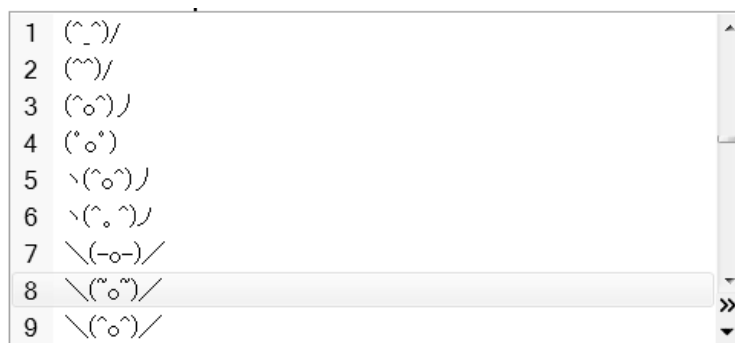 1 (^_^)/
2 (^^)/
3 (^o^)丿
4 (°o°)
5 ヽ(^o^)丿
6 ヽ(^。^)ノ
7 \(-o-)/
8 \(~o~)/
9 \(^o^)/